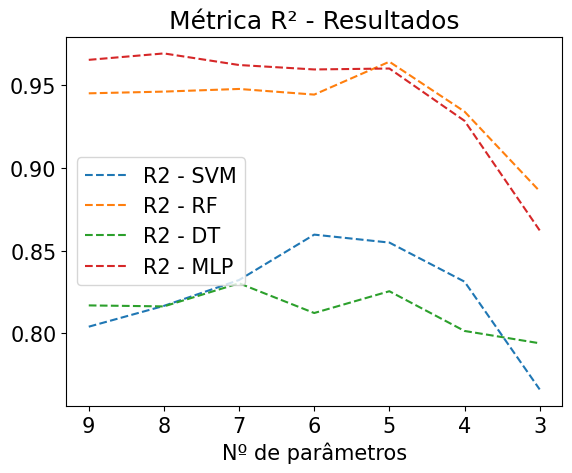 Métrica R² - Resultados
0.95
0.90
0.85
0.80
R2 - SVM
R2 - RF
R2 - DT
R2 - MLP
9 8 7 6 5 4 3
Nº de parâmetros